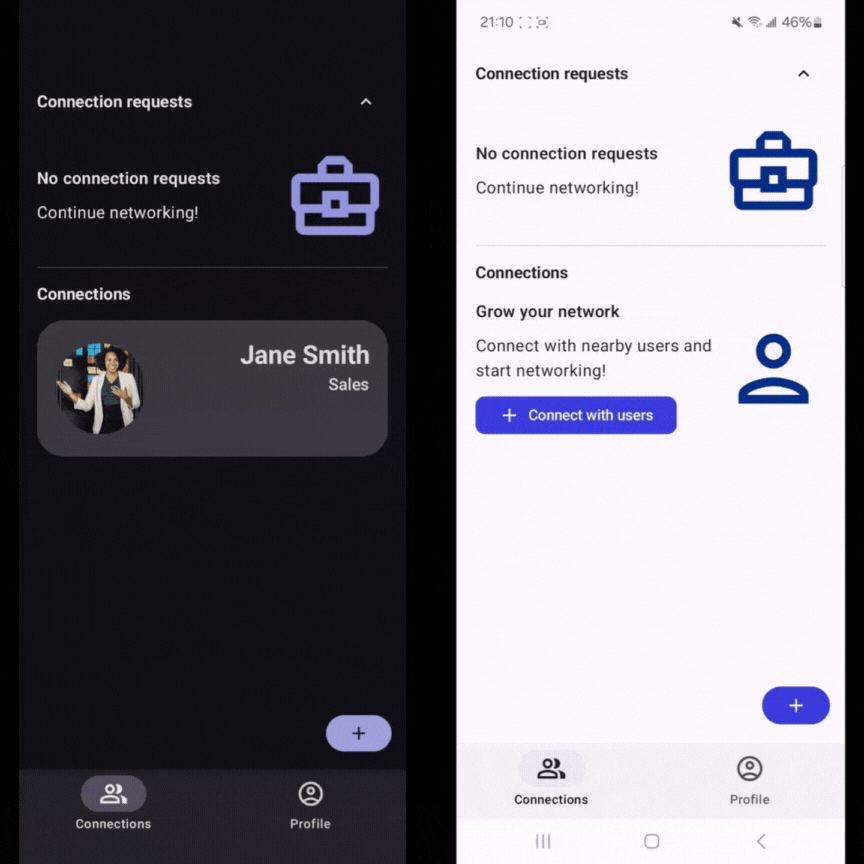 Connection requests
No connection requests
Continue networking!
Connections
Jane Smith
Sales
+
Connections
Profile
21:10
46%
Connection requests
No connection requests
Continue networking!
Connections
Grow your network
Connect with nearby users and
start networking!
+ Connect with users
+
Connections
Profile